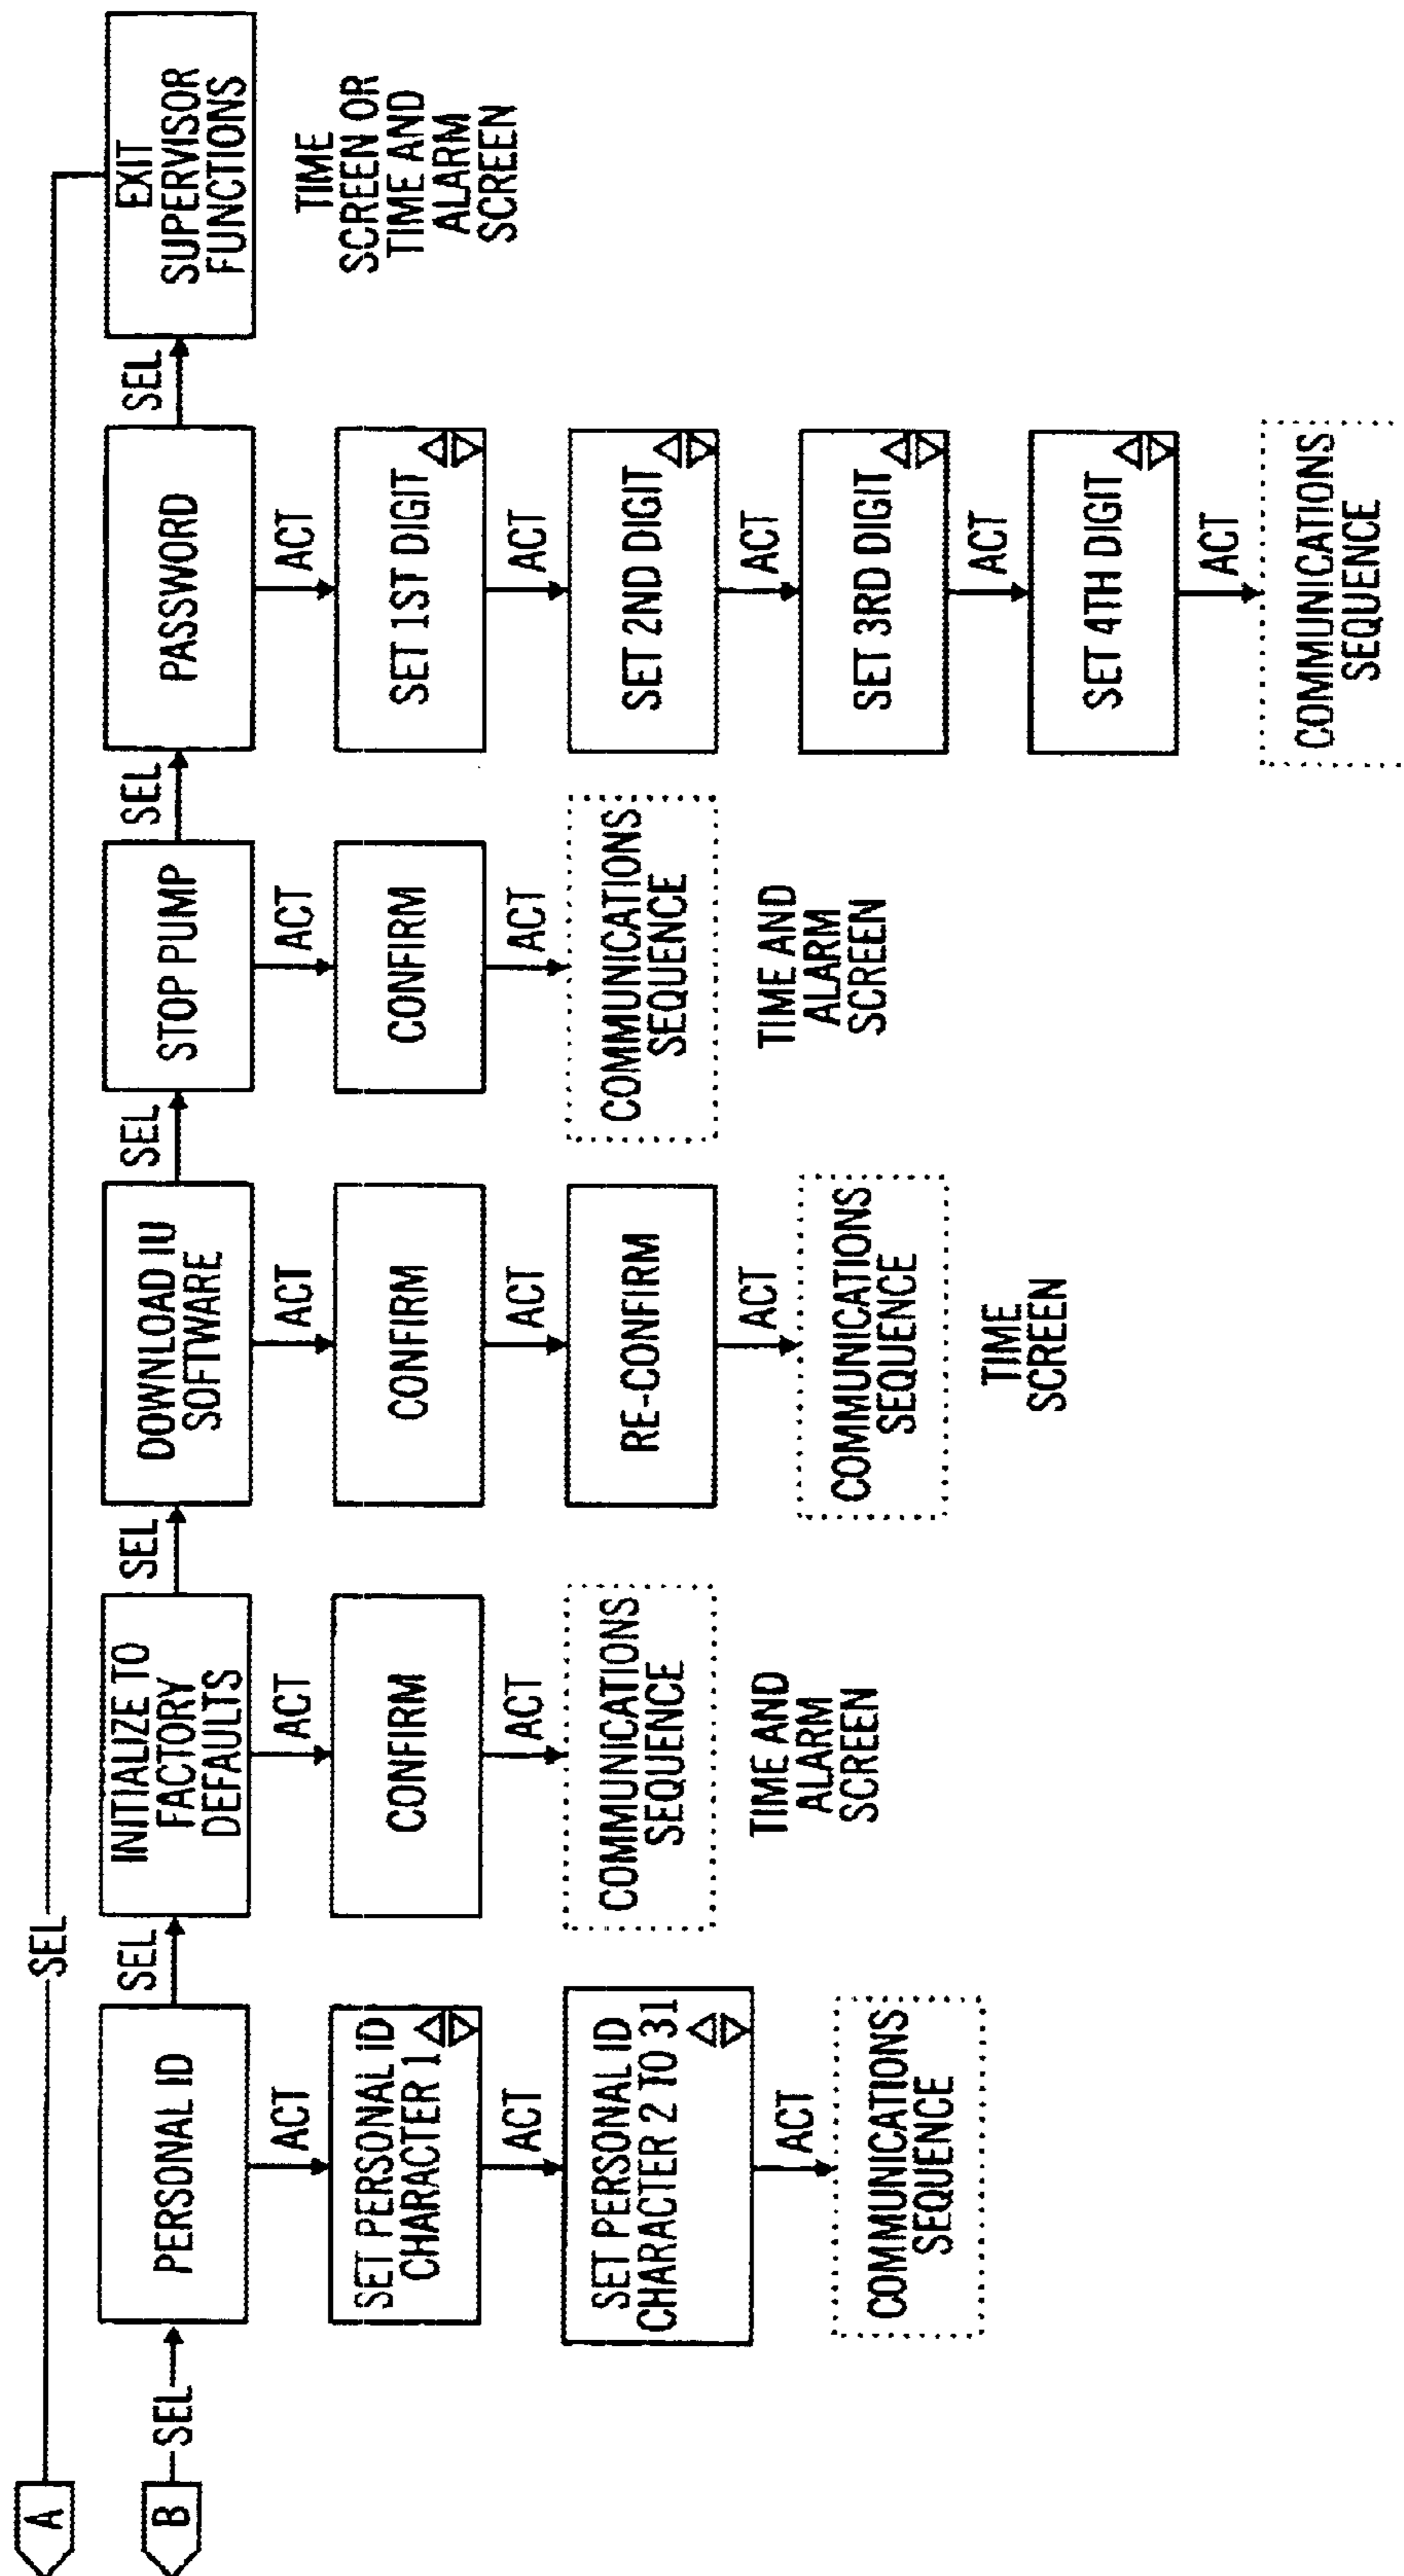 A
SEL
B
SEL
PERSONAL ID
SEL
INITIALIZE TO
FACTORY
DEFAULTS
SEL
DOWNLOAD IU
SOFTWARE
SEL
STOP PUMP
SEL
PASSWORD
SEL
EXIT
SUPERVISOR
FUNCTIONS
TIME
SCREEN OR
TIME AND
ALARM
SCREEN
ACT
SET PERSONAL ID
CHARACTER 1
ACT
SET PERSONAL ID
CHARACTER 2 TO 31
ACT
COMMUNICATIONS
SEQUENCE
ACT
CONFIRM
ACT
COMMUNICATIONS
SEQUENCE
TIME AND
ALARM
SCREEN
ACT
CONFIRM
ACT
RE-CONFIRM
ACT
COMMUNICATIONS
SEQUENCE
TIME
SCREEN
ACT
CONFIRM
ACT
COMMUNICATIONS
SEQUENCE
TIME AND
ALARM
SCREEN
ACT
SET 1ST DIGIT
ACT
SET 2ND DIGIT
ACT
SET 3RD DIGIT
ACT
SET 4TH DIGIT
ACT
COMMUNICATIONS
SEQUENCE